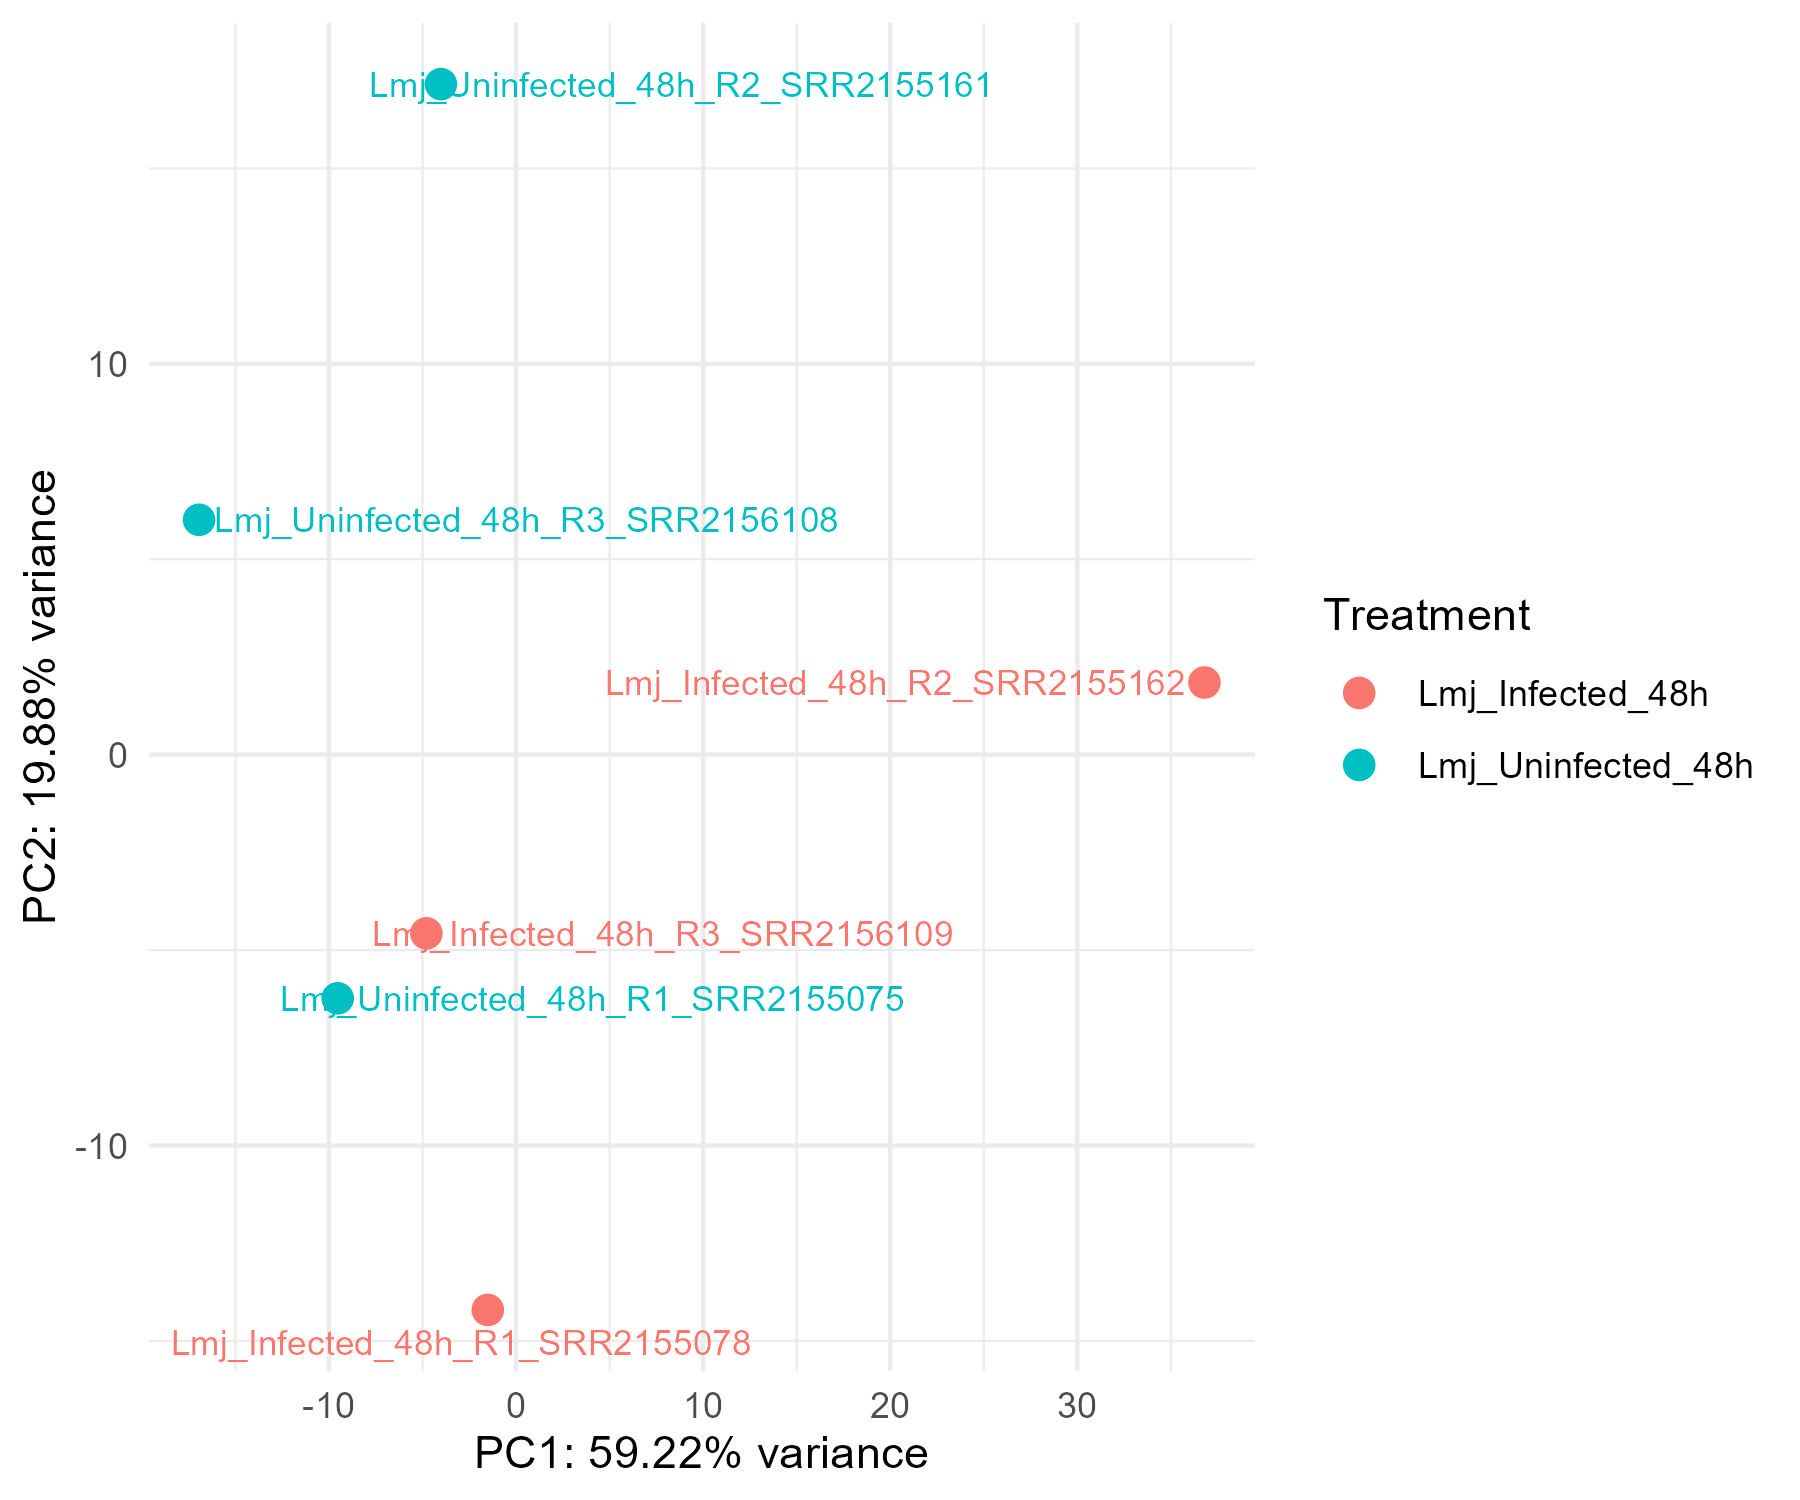 Lmj_Uninfected_48h_R2_SRR2155161
10
Lmj_Uninfected_48h_R3_SRR2156108
Lmj_Infected_48h_R2_SRR2155162
0
Lmj_Infected_48h_R3_SRR2156109
Lmj_Uninfected_48h_R1_SRR2155075
-10
Lmj_Infected_48h_R1_SRR2155078
-10 0 10 20 30
PC1: 59.22% variance
PC2: 19.88% variance
Treatment
Lmj_Infected_48h
Lmj_Uninfected_48h